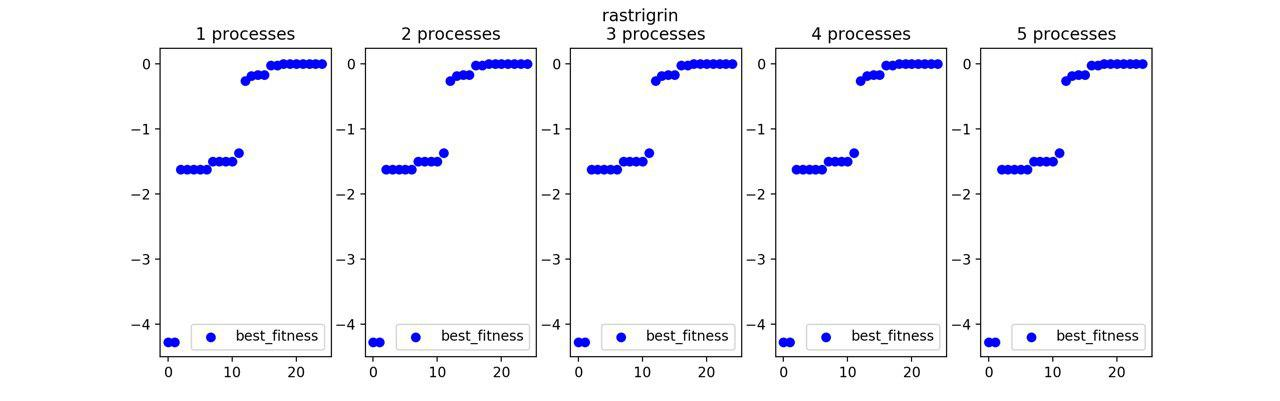 rastrigrin
1 processes 2 processes 3 processes 4 processes 5 processes
0 0 0 0 0
−1 −1 −1 −1 −1
−2 −2 −2 −2 −2
−3 −3 −3 −3 −3
−4 −4 −4 −4 −4
best_fitness best_fitness best_fitness best_fitness best_fitness
0 10 20 0 10 20 0 10 20 0 10 20 0 10 20